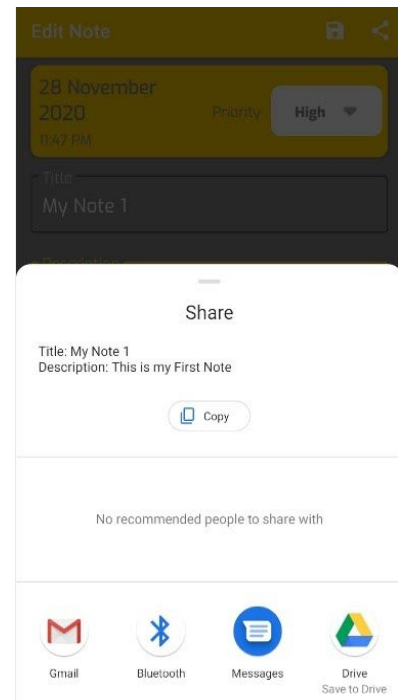 Edit Note
28 November
2020
11:47 PM
Priority
High
Title
My Note 1
Description
Share
Title: My Note 1
Description: This is my First Note
Copy
No recommended people to share with
Gmail
Bluetooth
Messages
Drive
Save to Drive